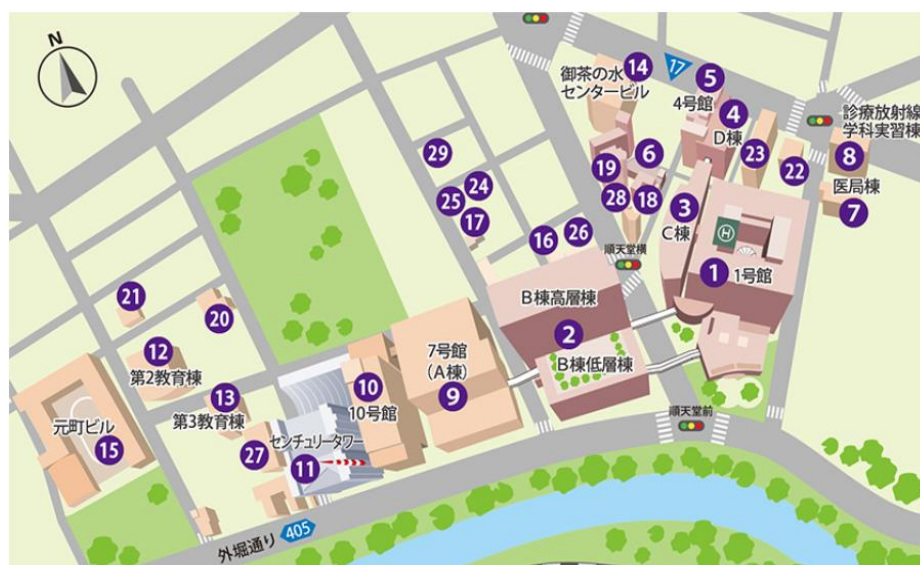 N
14
御茶の水
センタービル
17
5
4号館
4
D棟
診療放射線
学科実習棟
8
医局棟
7
23
22
6
19
28
18
3
C棟
H
1
1号館
順天堂横
29
24
25
17
16
26
B棟高層棟
2
B棟低層棟
21
20
12
第2教育棟
7号館
(A棟)
9
10
10号館
13
第3教育棟
元町ビル
15
27
センチュリータワー
11
順天堂前
外堀通り
405